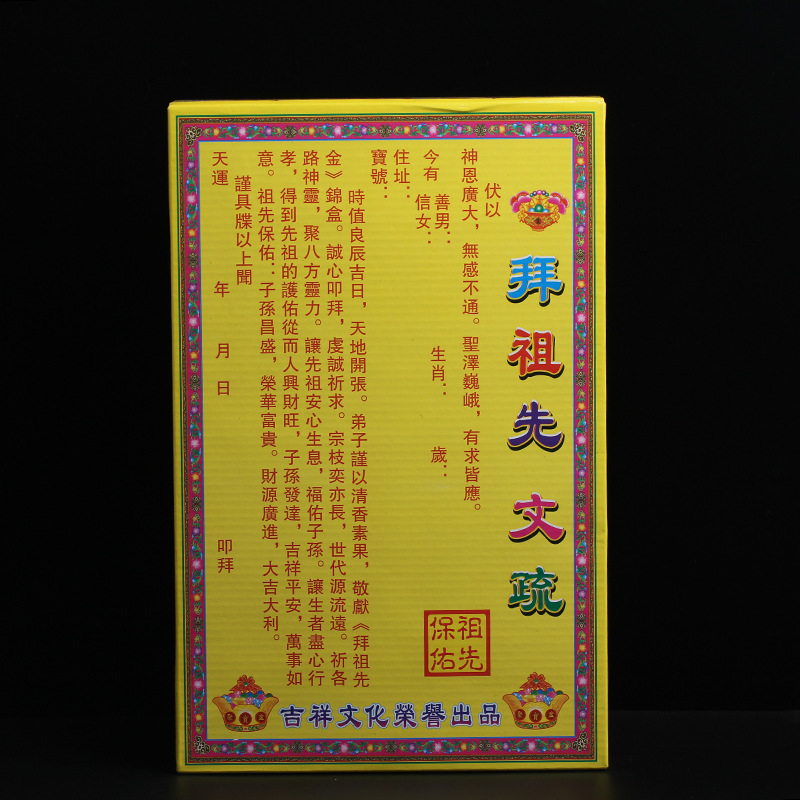 拜祖先文疏
伏以
神恩廣大，無感不通。聖澤巍峨，有求皆應。
今有
善男：
信女：
生肖：
歲：
住址：
寶號：
時值良辰吉日，天地開張。弟子謹以清香素果，敬獻《拜祖先
金》錦盒。誠心叩拜，虔誠祈求。宗枝奕亦長，世代源流遠。祈各
路神靈，聚八方靈力。讓先祖安心生息，福佑子孫。讓生者盡心行
孝，得到先祖的護佑從而人興財旺，子孫發達，吉祥平安，萬事如
意。祖先保佑：子孫昌盛，榮華富貴。財源廣進，大吉大利。
謹具牒以上聞
天運
年
月
日
叩拜
祖先
保佑
吉祥文化榮譽出品